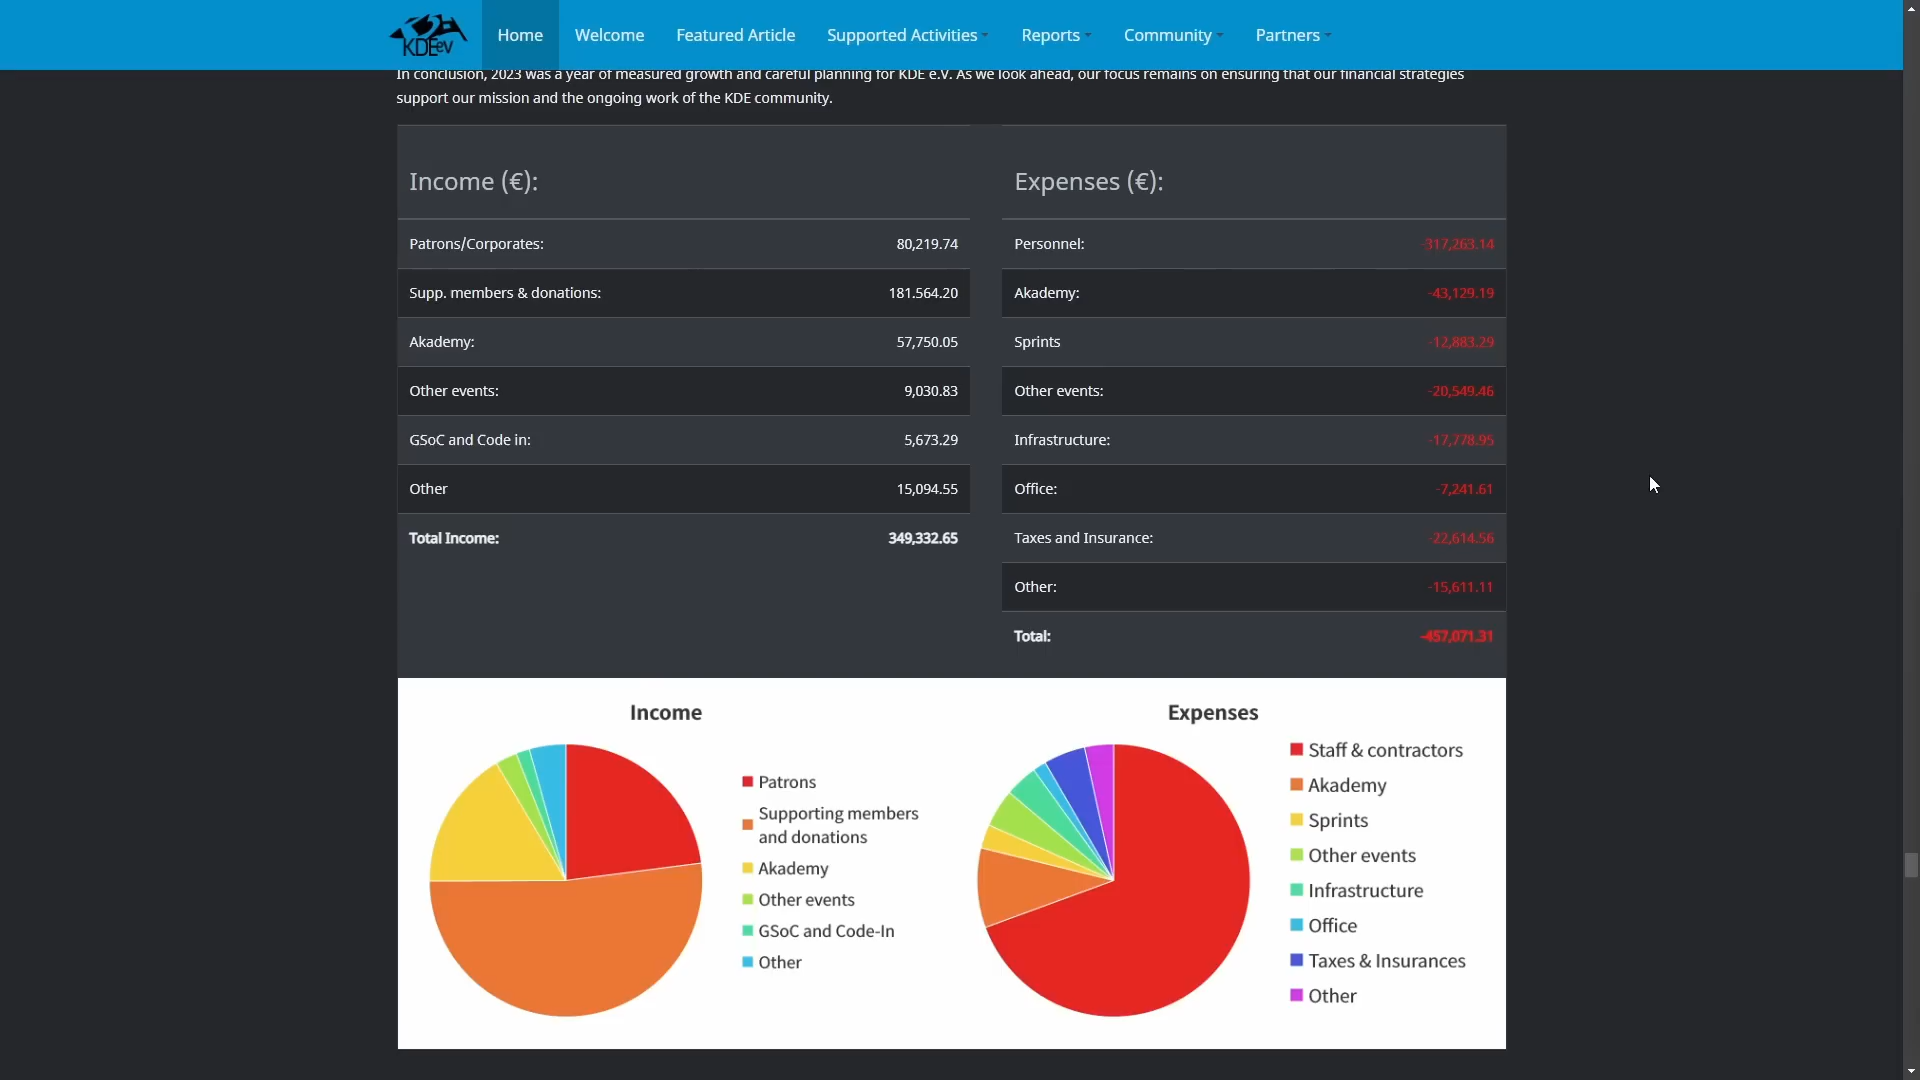 KDEeV
Home
Welcome
Featured Article
Supported Activities
Reports
Community
Partners
In conclusion, 2023 was a year of measured growth and careful planning for KDE e.V. As we look ahead, our focus remains on ensuring that our financial strategies
support our mission and the ongoing work of the KDE community.
Income (€):
Patrons/Corporates: 80,219.74
Supp. members & donations: 181.564.20
Akademy: 57,750.05
Other events: 9,030.83
GSoC and Code in: 5,673.29
Other 15,094.55
Total Income: 349,332.65
Expenses (€):
Personnel: -317,263.14
Akademy: -43,129.19
Sprints -12,883.29
Other events: -20,549.46
Infrastructure: -17,778.95
Office: -7,241.61
Taxes and Insurance: -22,614.56
Other: -15,611.11
Total: -457,071.31
Income
Patrons
Supporting members
and donations
Akademy
Other events
GSoC and Code-In
Other
Expenses
Staff & contractors
Akademy
Sprints
Other events
Infrastructure
Office
Taxes & Insurances
Other